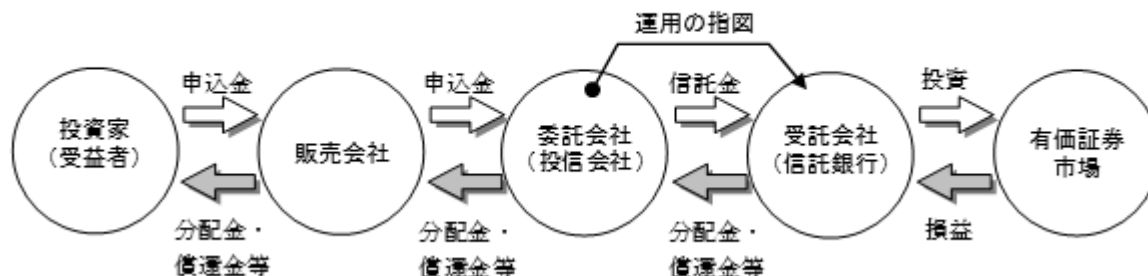 運用の指図
申込金
申込金
信託金
投資
投資家
(受益者)
販売会社
委託会社
(投信会社)
受託会社
(信託銀行)
有価証券
市場
分配金・
償還金等
分配金・
償還金等
分配金・
償還金等
損益